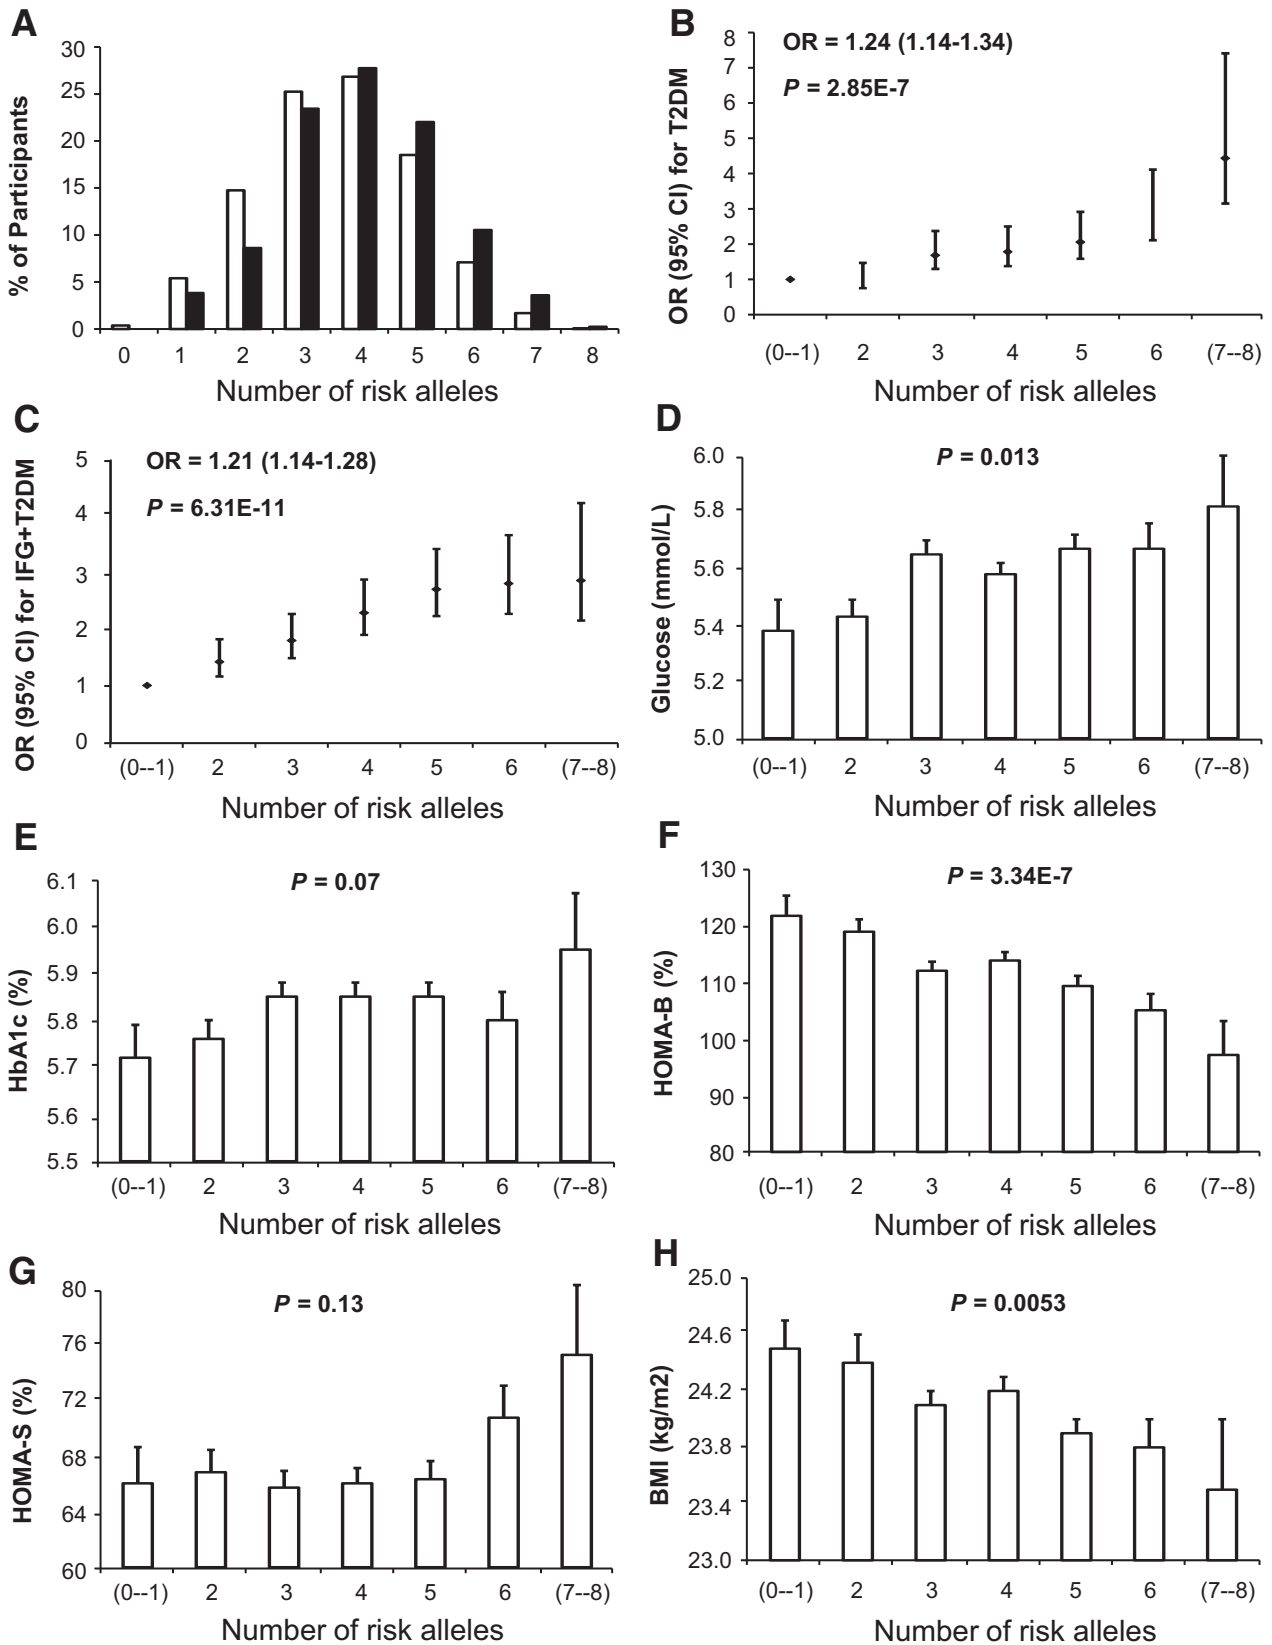 A
% of Participants
30
25
20
15
10
5
0
0 1 2 3 4 5 6 7 8
Number of risk alleles
B
OR (95% CI) for T2DM
OR = 1.24 (1.14-1.34)
P = 2.85E-7
8
7
6
5
4
3
2
1
0
(0--1) 2 3 4 5 6 (7--8)
Number of risk alleles
C
OR (95% CI) for IFG+T2DM
OR = 1.21 (1.14-1.28)
P = 6.31E-11
5
4
3
2
1
0
(0--1) 2 3 4 5 6 (7--8)
Number of risk alleles
D
Glucose (mmol/L)
P = 0.013
6.0
5.8
5.6
5.4
5.2
5.0
(0--1) 2 3 4 5 6 (7--8)
Number of risk alleles
E
HbA1c (%)
P = 0.07
6.1
6.0
5.9
5.8
5.7
5.6
5.5
(0--1) 2 3 4 5 6 (7--8)
Number of risk alleles
F
HOMA-B (%)
P = 3.34E-7
130
120
110
100
90
80
(0--1) 2 3 4 5 6 (7--8)
Number of risk alleles
G
HOMA-S (%)
P = 0.13
80
76
72
68
64
60
(0--1) 2 3 4 5 6 (7--8)
Number of risk alleles
H
BMI (kg/m2)
P = 0.0053
25.0
24.6
24.2
23.8
23.4
23.0
(0--1) 2 3 4 5 6 (7--8)
Number of risk alleles